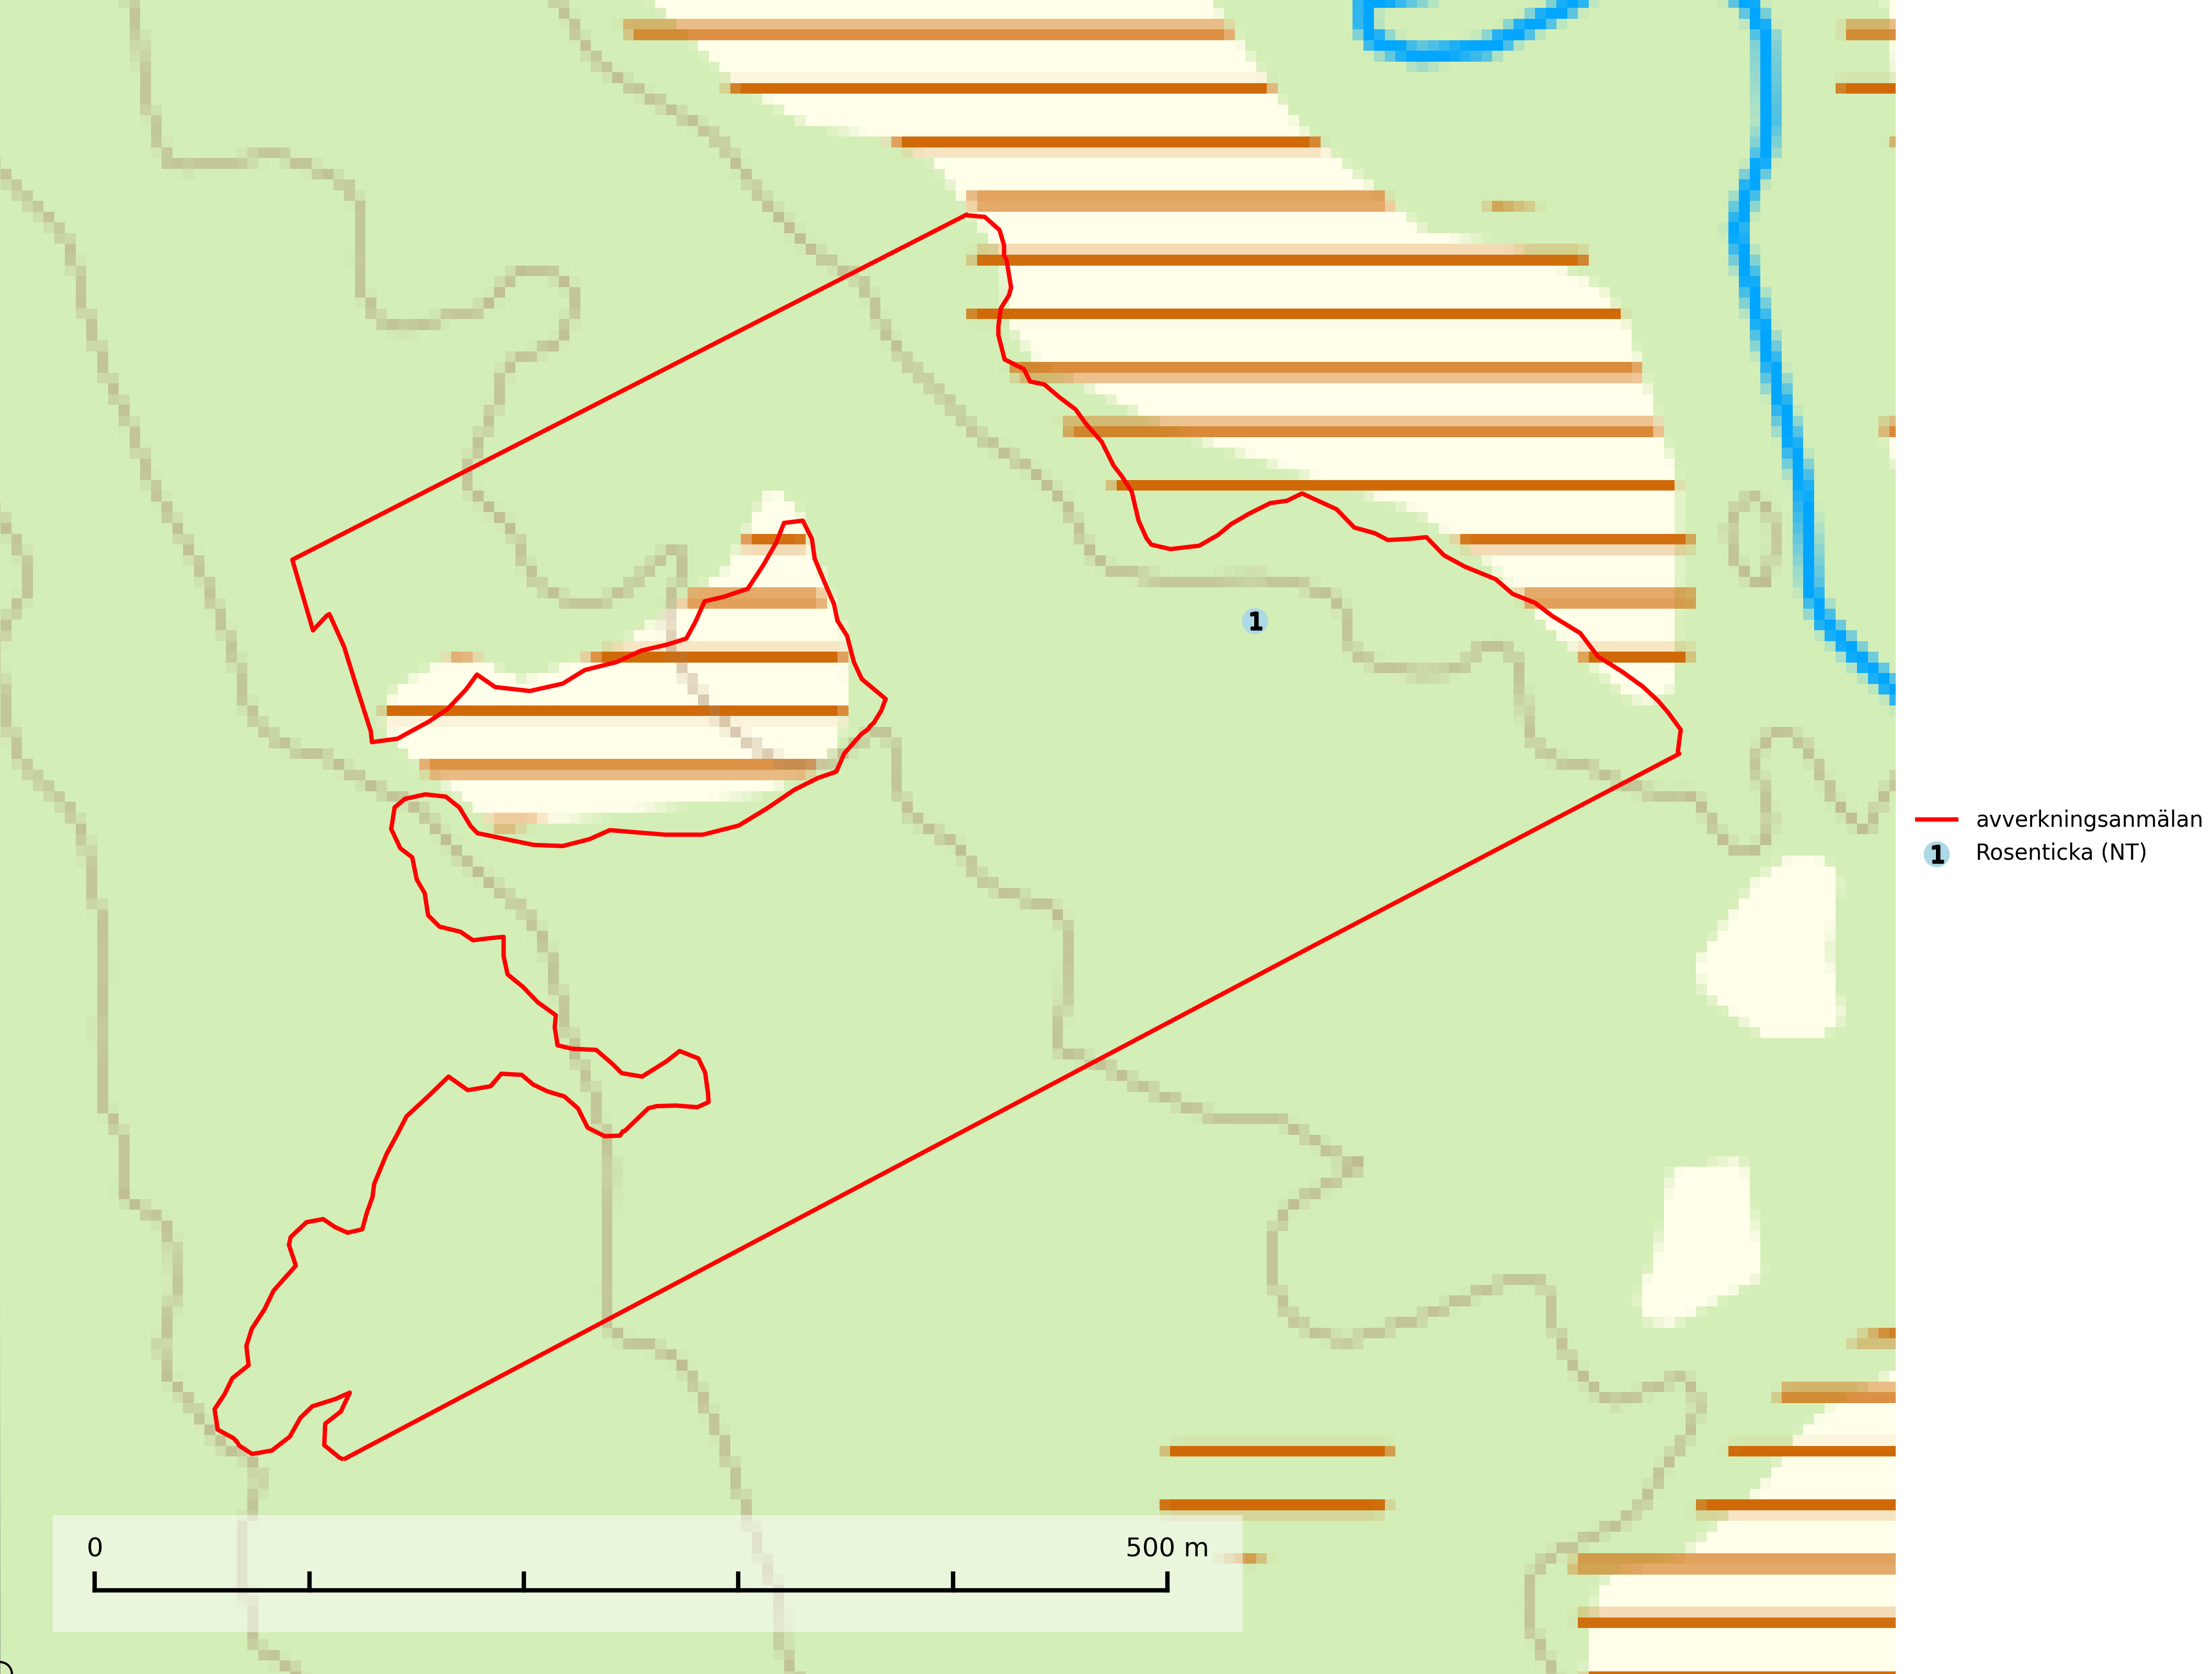 avverkningsanmälan
1
1 Rosenticka (NT)
0 500 m